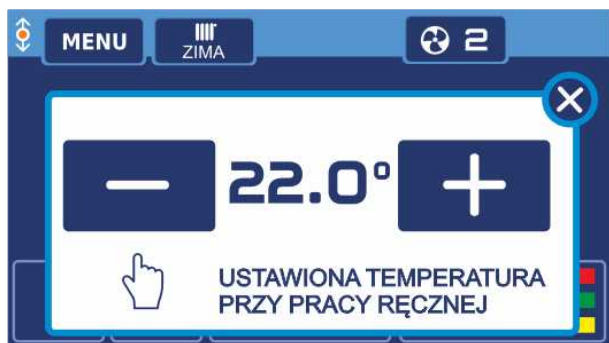 MENU
ZIMA
2
22.0°
USTAWIONA TEMPERATURA
PRZY PRACY RĘCZNEJ